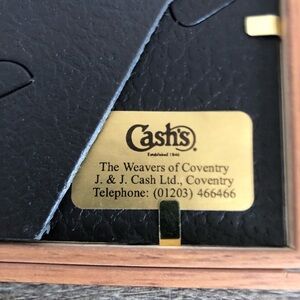 Cash's
Established 1846
The Weavers of Coventry
J. & J. Cash Ltd., Coventry
Telephone: (01203) 466466